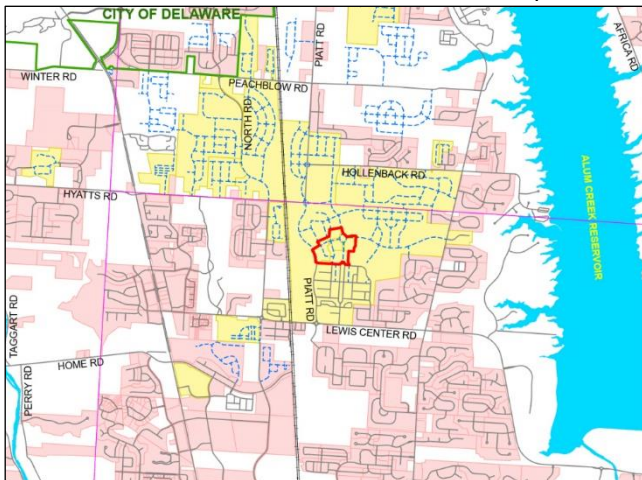 CITY OF DELAWARE
WINTER RD
PEACHBLOW RD
PIATT RD
AFRICA RD
NORTH RD
HOLLENBACK RD
HYATTS RD
ALUM CREEK RESERVOIR
TAGGART RD
PIATT RD
LEWIS CENTER RD
HOME RD
PERRY RD